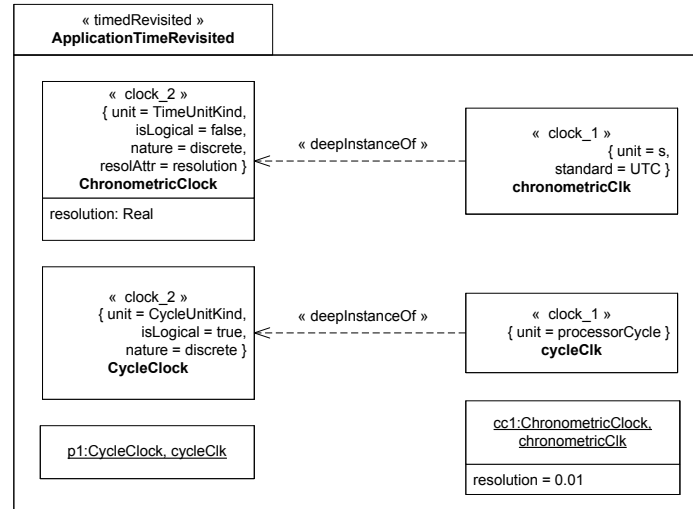 « timedRevisited »
ApplicationTimeRevisited
« clock_2 »
{ unit = TimeUnitKind,
isLogical = false,
nature = discrete,
resolAttr = resolution }
ChronometricClock
resolution: Real
« deepInstanceOf »
« clock_1 »
{ unit = s,
standard = UTC }
chronometricClk
« clock_2 »
{ unit = CycleUnitKind,
isLogical = true,
nature = discrete }
CycleClock
« deepInstanceOf »
« clock_1 »
{ unit = processorCycle }
cycleClk
p1:CycleClock, cycleClk
cc1:ChronometricClock,
chronometricClk
resolution = 0.01